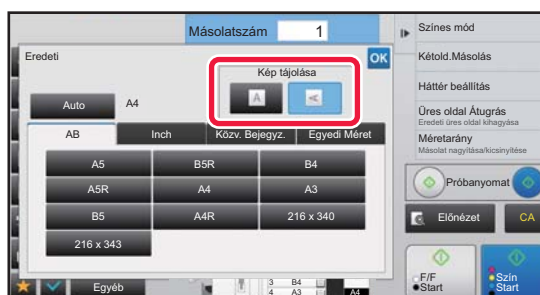 Másolatszám 1
Eredeti
OK
Kép tájolása
A A
Auto A4
AB Inch Közv. Bejegyz. Egyedi Méret
A5 B5R B4
A5R A4 A3
B5 A4R 216 x 340
216 x 343
Egyéb
3 B4
4 A3 A4
Színes mód
Kétold.Másolás
Háttér beállítás
Üres oldal Átugrás
Eredeti üres oldal kihagyása
Méretarány
Másolat nagyítása/kicsinyítése
Próbanyomat
Előnézet CA
F/F
Start
Szín
Start